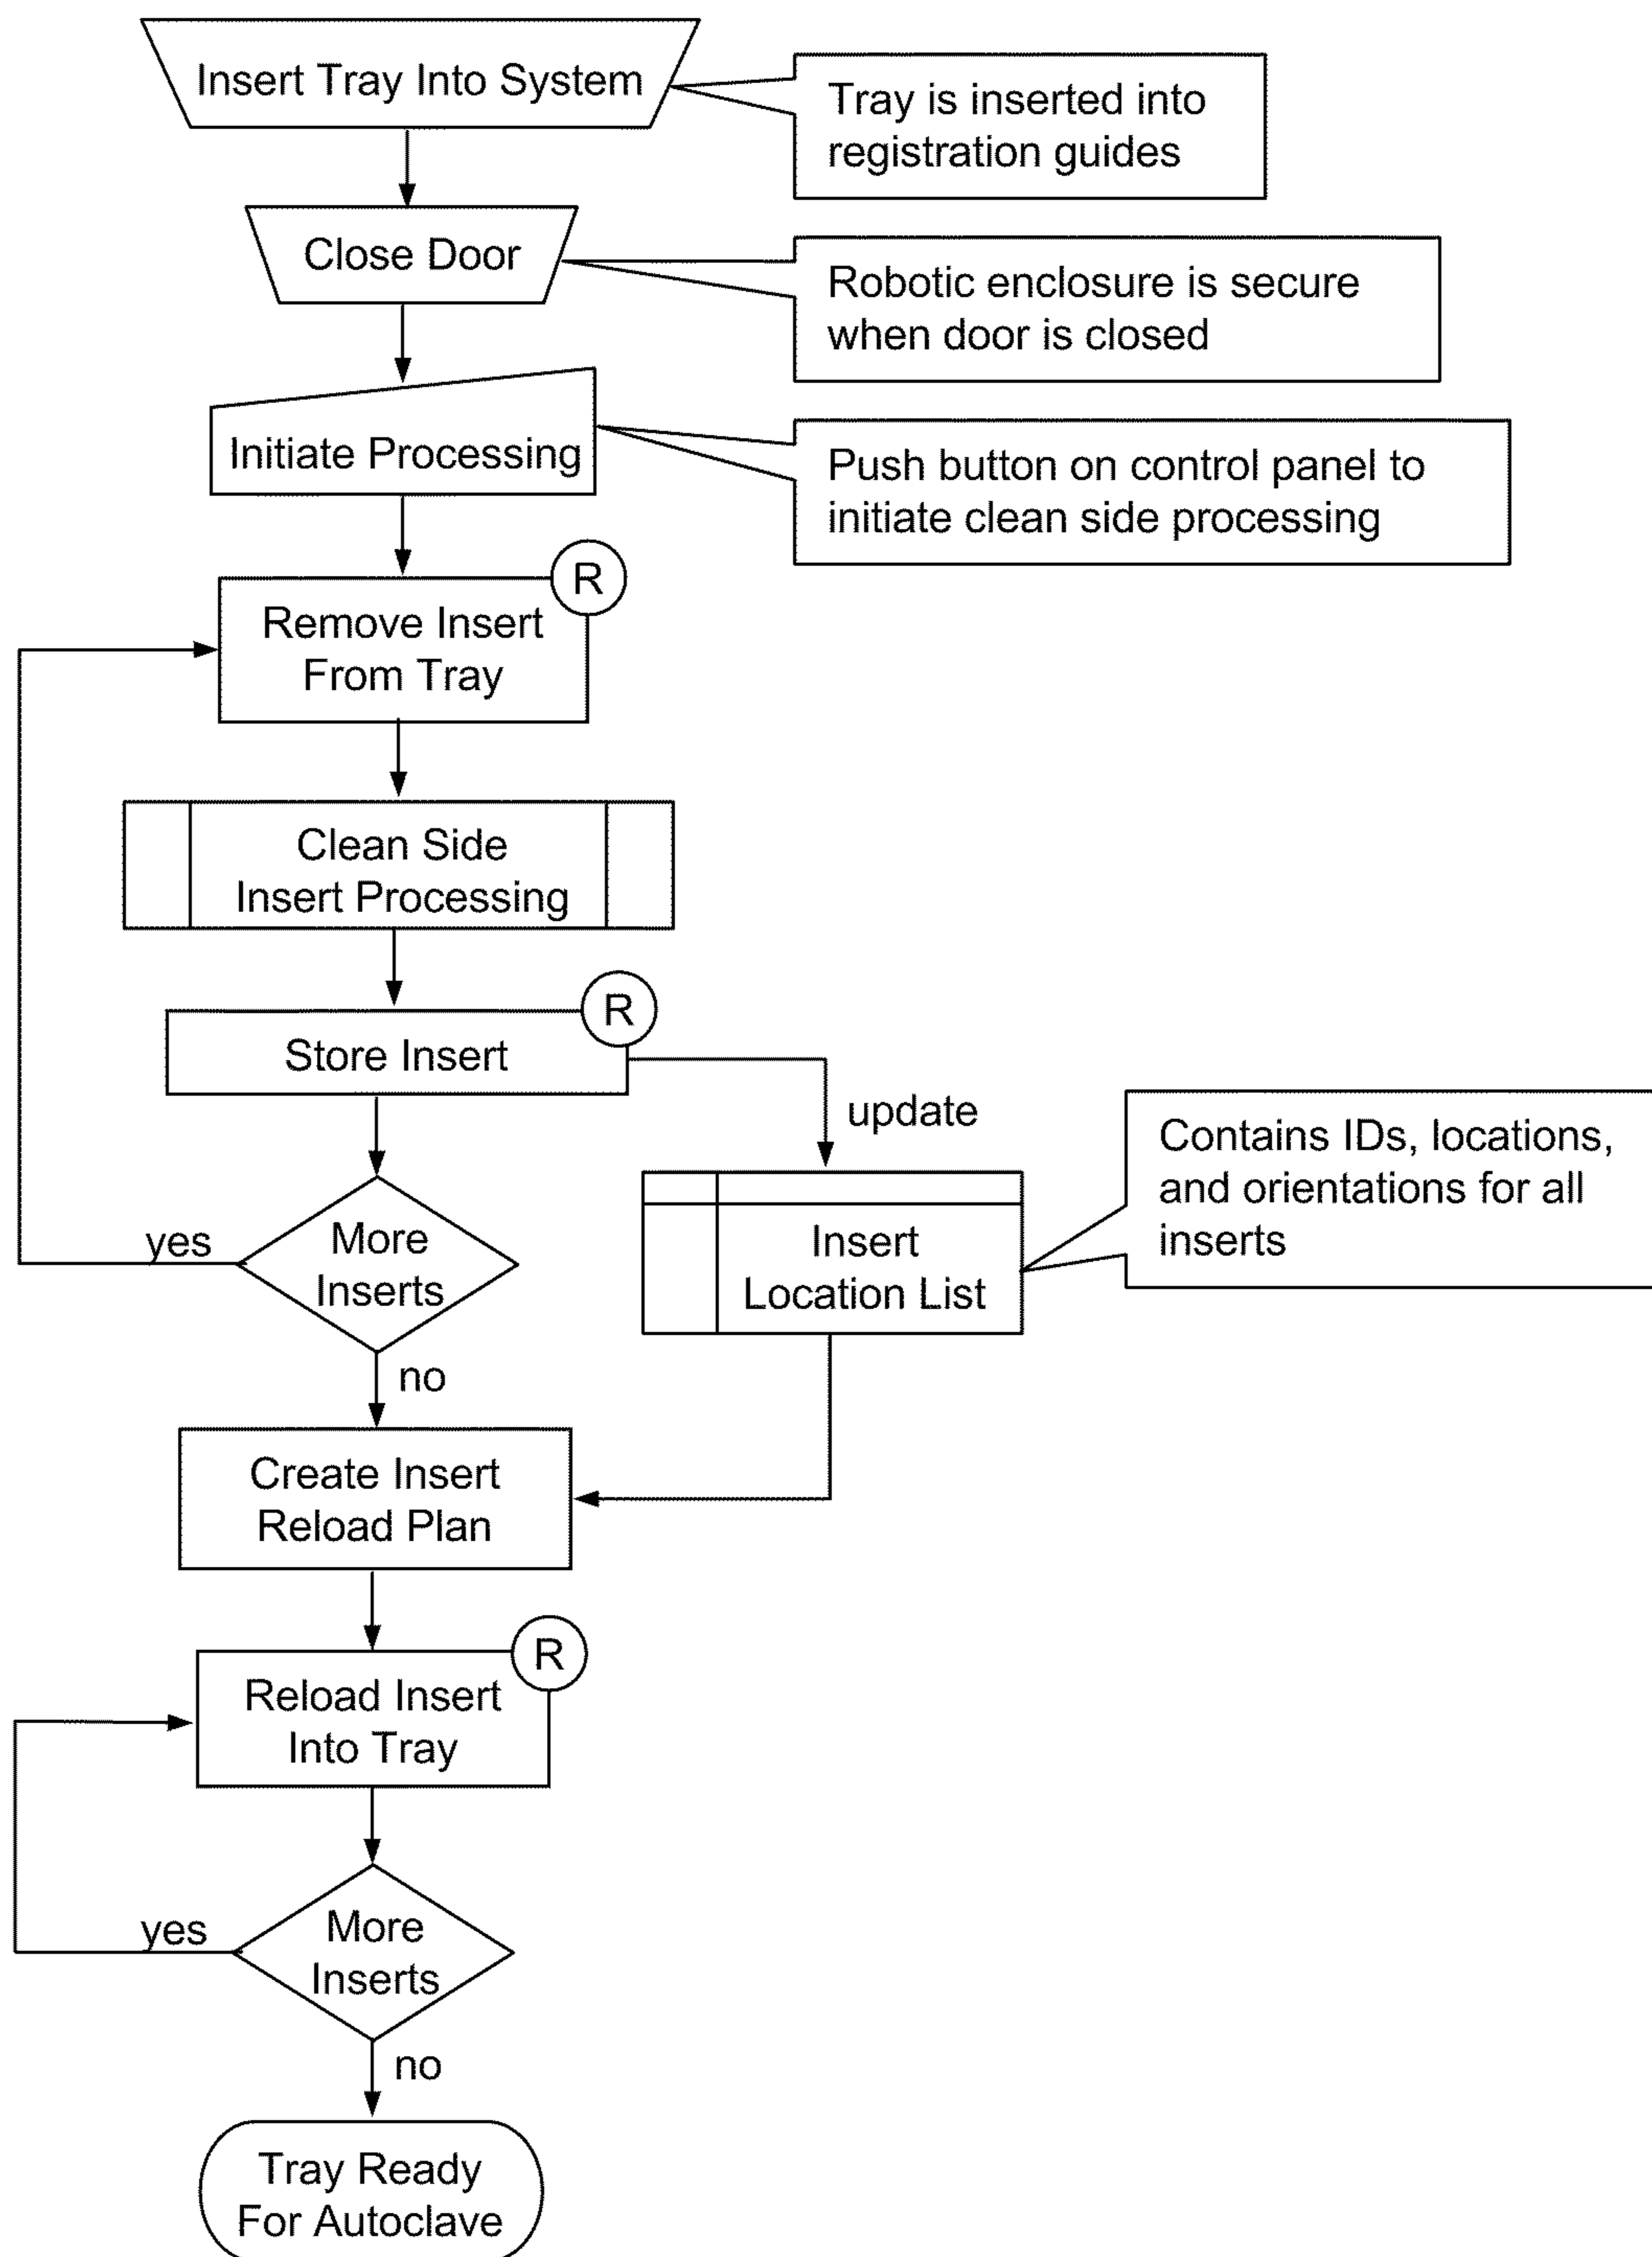 Insert Tray Into System
Tray is inserted into
registration guides
Close Door
Robotic enclosure is secure
when door is closed
Initiate Processing
Push button on control panel to
initiate clean side processing
R
Remove Insert
From Tray
Clean Side
Insert Processing
R
Store Insert
update
Contains IDs, locations,
and orientations for all
inserts
yes
More
Inserts
Insert
Location List
no
Create Insert
Reload Plan
R
Reload Insert
Into Tray
yes
More
Inserts
no
Tray Ready
For Autoclave